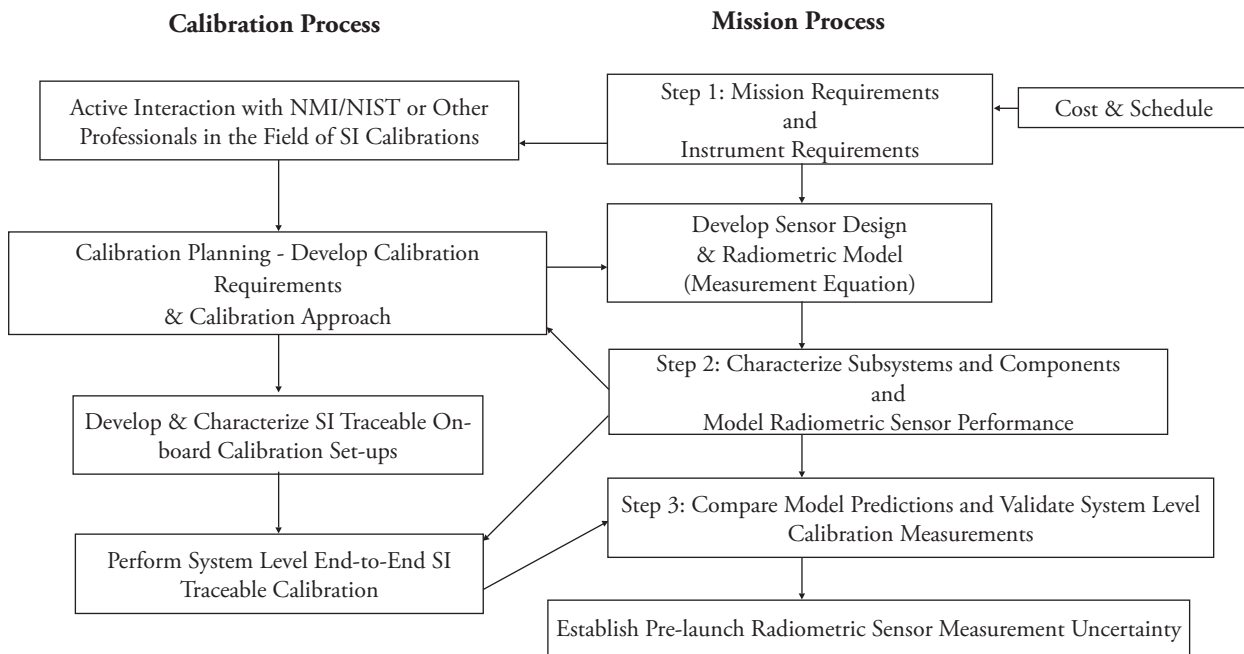 Calibration Process
Mission Process
Active Interaction with NMI/NIST or Other
Professionals in the Field of SI Calibrations
Step 1: Mission Requirements
and
Instrument Requirements
Cost & Schedule
Calibration Planning - Develop Calibration
Requirements
& Calibration Approach
Develop Sensor Design
& Radiometric Model
(Measurement Equation)
Step 2: Characterize Subsystems and Components
and
Model Radiometric Sensor Performance
Develop & Characterize SI Traceable On-
board Calibration Set-ups
Step 3: Compare Model Predictions and Validate System Level
Calibration Measurements
Perform System Level End-to-End SI
Traceable Calibration
Establish Pre-launch Radiometric Sensor Measurement Uncertainty